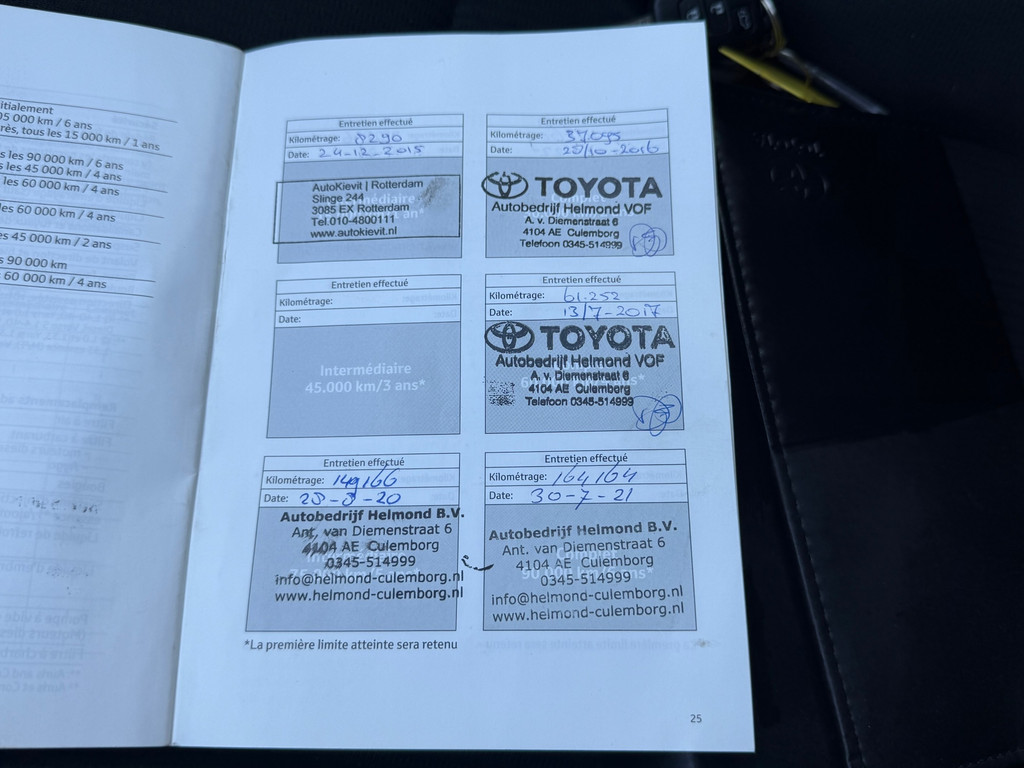 itialement
05 000 km / 6 ans
rès, tous les 15 000 km / 1 ans
s les 90 000 km / 6 ans
s les 45 000 km / 4 ans
les 60 000 km / 4 ans
les 60 000 km / 4 ans
s 45 000 km / 2 ans
s 90 000 km
60 000 km / 4 ans
Entretien effectué
Kilométrage: 8290
Date: 24-12-2015
AutoKievit | Rotterdam
Slinge 244
3085 EX Rotterdam
Tel.010-4800111
www.autokievit.nl
Entretien effectué
Kilométrage: 37095
Date: 28/10-2016
TOYOTA
Autobedrijf Helmond VOF
A. v. Diemenstraat 6
4104 AE Culemborg
Telefoon 0345-514999
Entretien effectué
Kilométrage:
Date:
Intermédiaire
45.000 km/3 ans*
Entretien effectué
Kilométrage: 61.252
Date: 13/7-2017
TOYOTA
Autobedrijf Helmond VOF
A. v. Diemenstraat 6
4104 AE Culemborg
Telefoon 0345-514999
Entretien effectué
Kilométrage: 149166
Date: 28-8-20
Autobedrijf Helmond B.V.
Ant. van Diemenstraat 6
4104 AE Culemborg
0345-514999
info@helmond-culemborg.nl
www.helmond-culemborg.nl
Entretien effectué
Kilométrage: 164164
Date: 30-7-21
Autobedrijf Helmond B.V.
Ant. van Diemenstraat 6
4104 AE Culemborg
0345-514999
info@helmond-culemborg.nl
www.helmond-culemborg.nl
*La première limite atteinte sera retenu
25